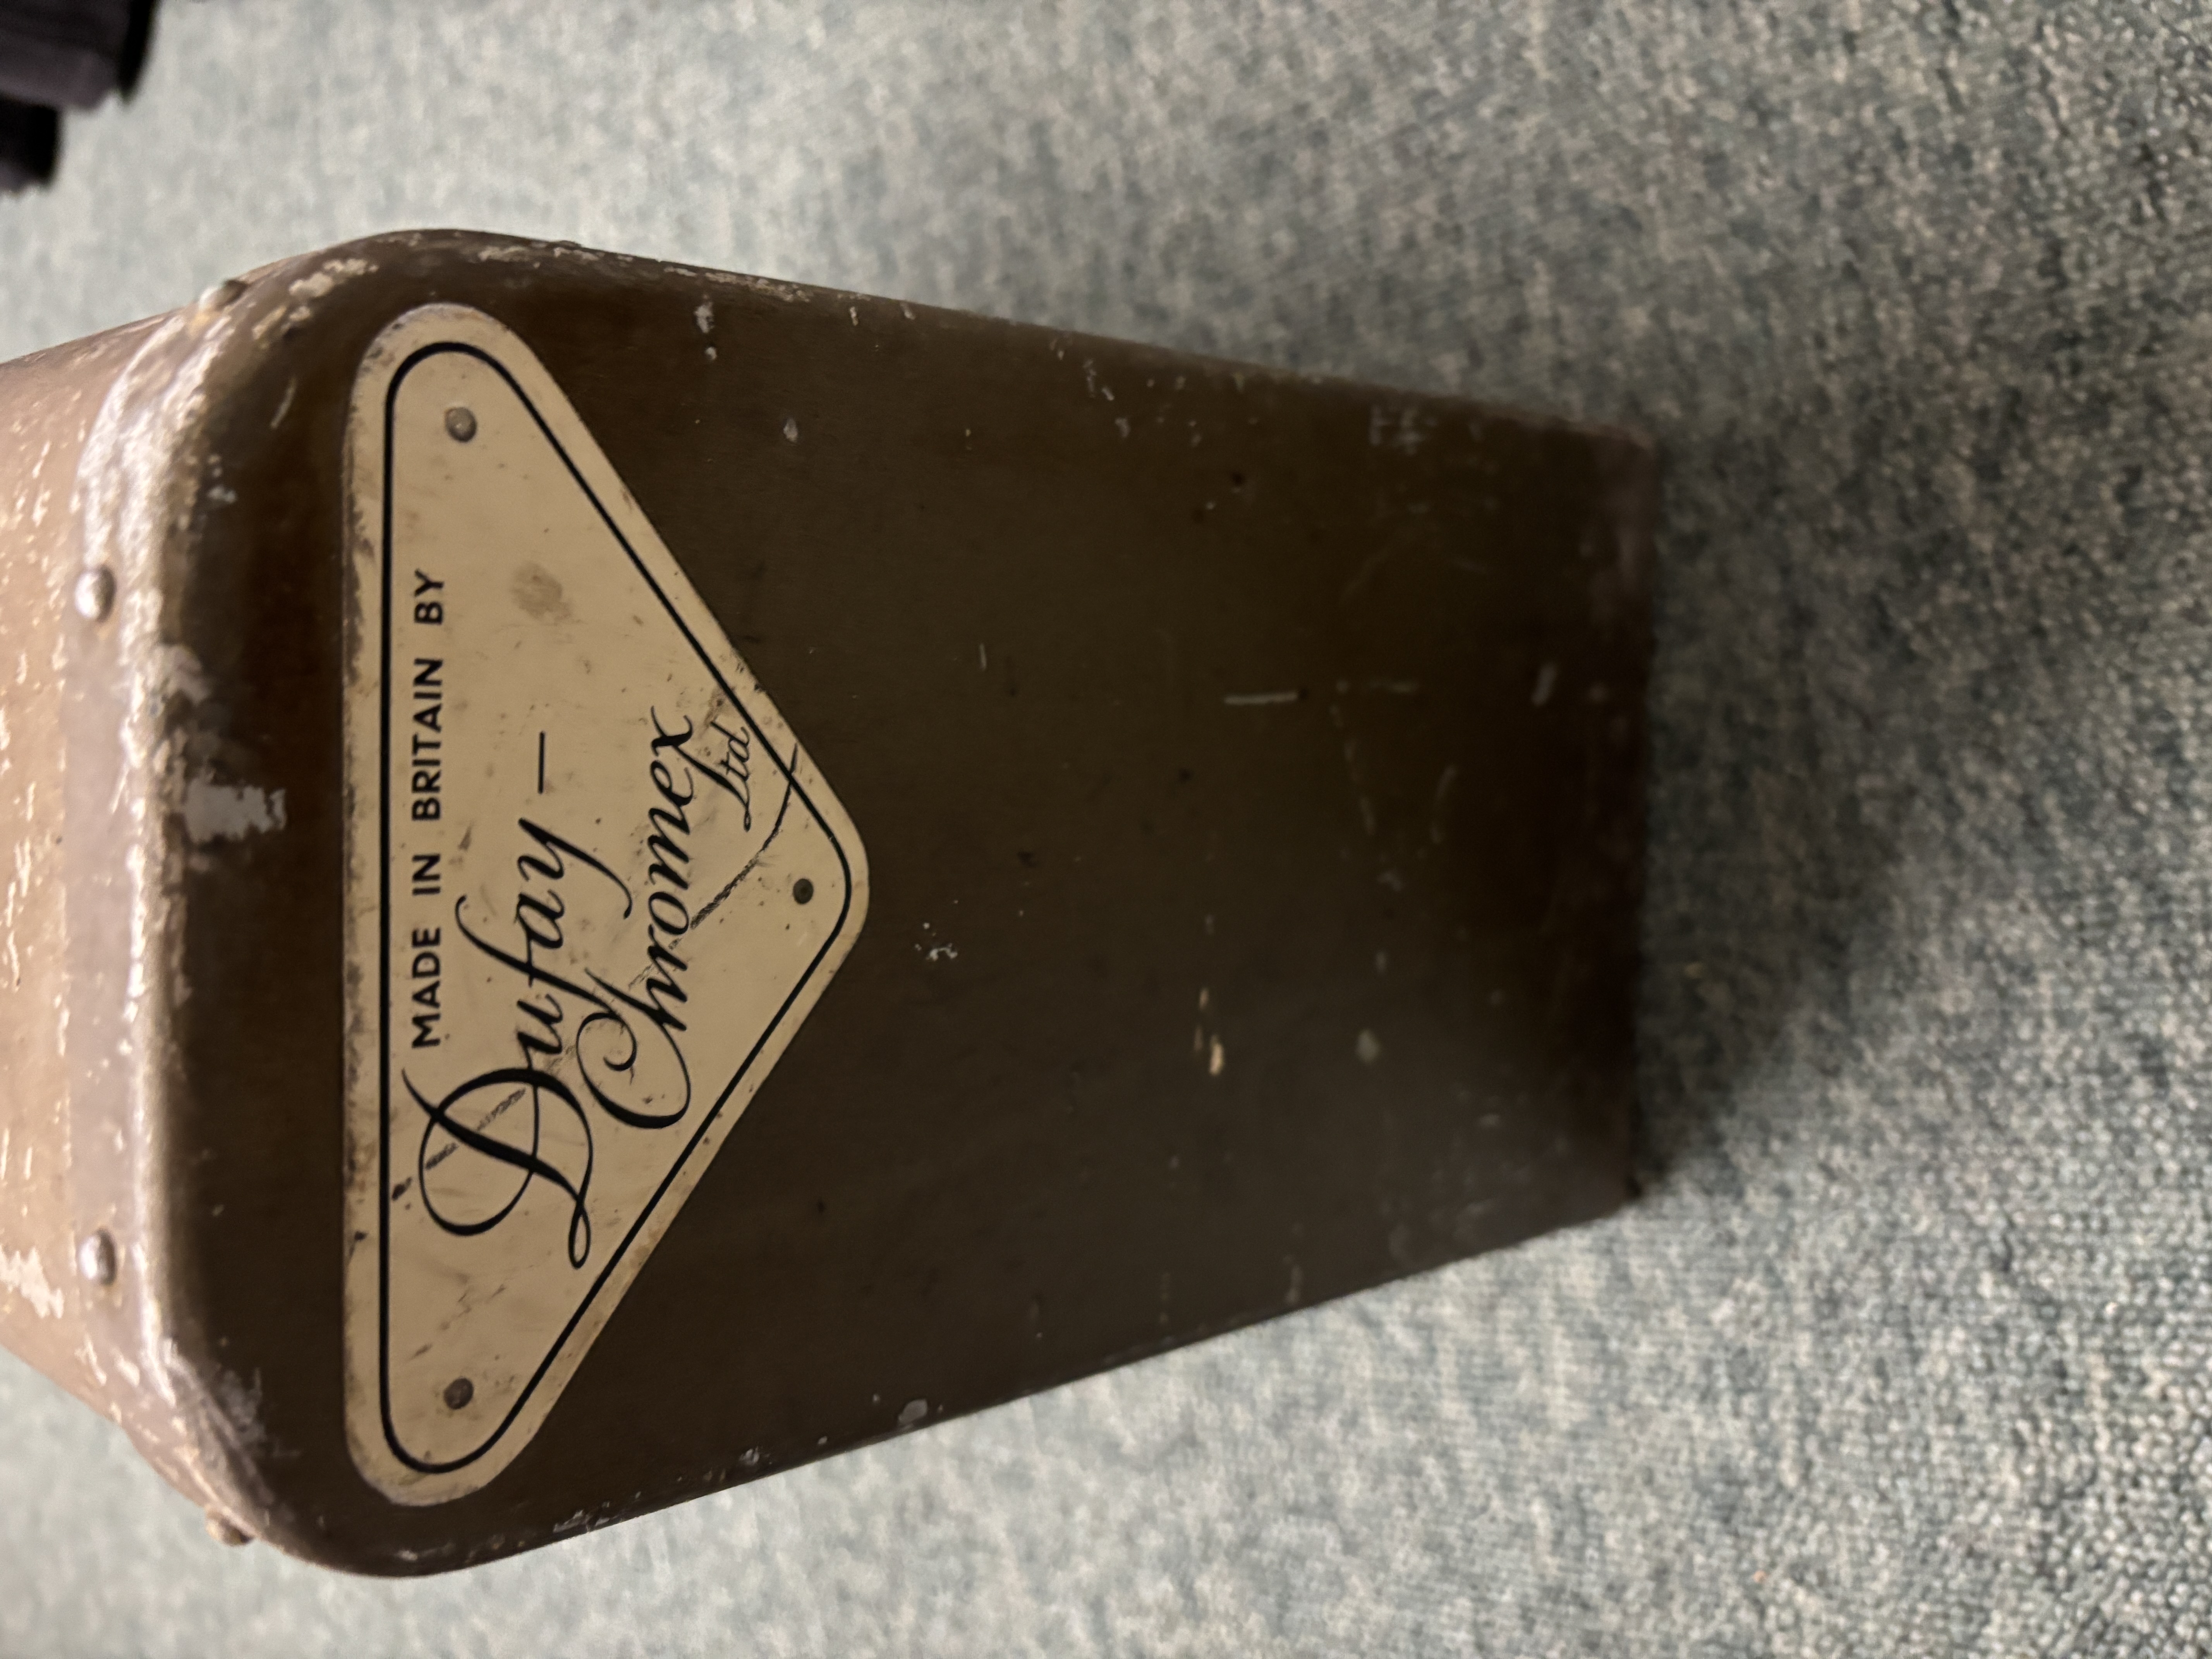 MADE IN BRITAIN BY
Dufay –
Chromex
Ltd